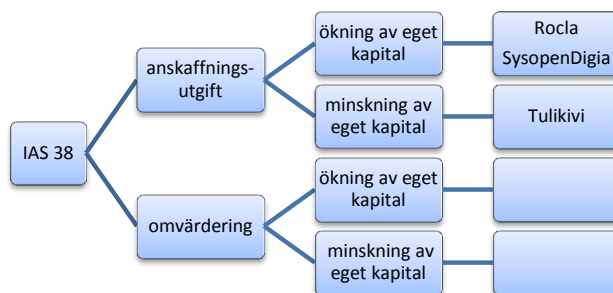 ökning av eget
kapital
Rocla
SysopenDigia
anskaffnings-
utgift
minskning av
eget kapital
Tulikivi
IAS 38
ökning av eget
kapital
omvärdering
minskning av
eget kapital